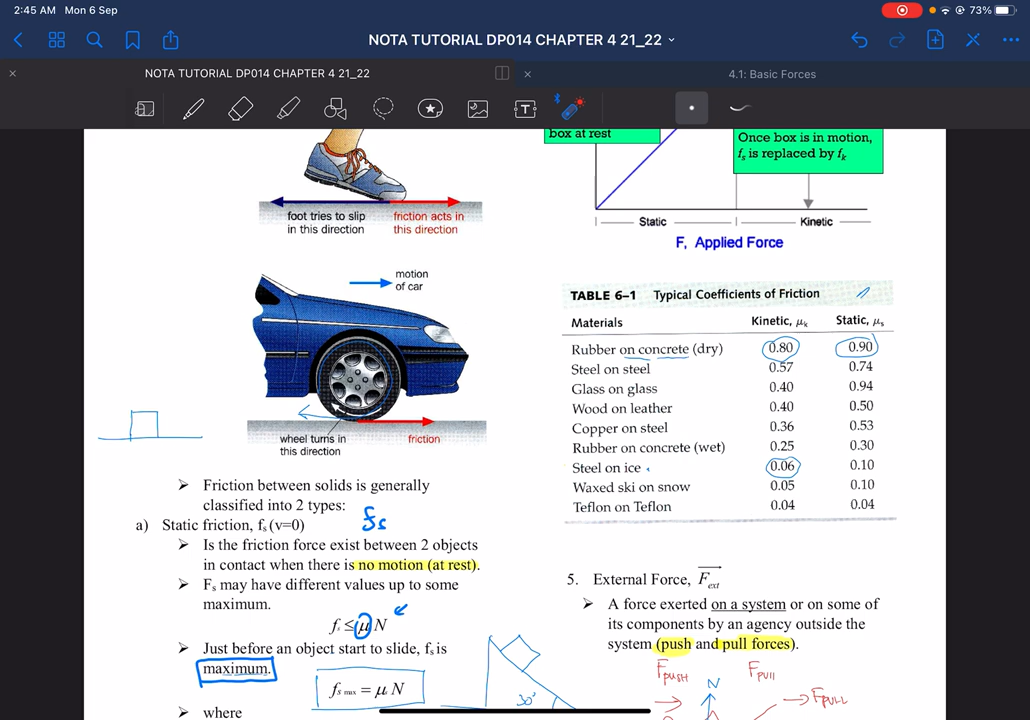 2:45 AM Mon 6 Sep
73%
NOTA TUTORIAL DP014 CHAPTER 4 21_22
NOTA TUTORIAL DP014 CHAPTER 4 21_22
4.1: Basic Forces
foot tries to slip
in this direction
friction acts in
this direction
motion
of car
wheel turns in
this direction
friction
➢ Friction between solids is generally
classified into 2 types:
a) Static friction, fₛ (v=0)
fs
➢ Is the friction force exist between 2 objects
in contact when there is no motion (at rest).
➢ Fₛ may have different values up to some
maximum.
fₛ ≤ μ N
➢ Just before an object start to slide, fₛ is
maximum.
fₛ ₘₐₓ = μ N
30°
➢ where
box at rest
Once box is in motion,
fₛ is replaced by fₖ
Static
Kinetic
F, Applied Force
TABLE 6–1 Typical Coefficients of Friction
Materials Kinetic, μₖ Static, μₛ
Rubber on concrete (dry) 0.80 0.90
Steel on steel 0.57 0.74
Glass on glass 0.40 0.94
Wood on leather 0.40 0.50
Copper on steel 0.36 0.53
Rubber on concrete (wet) 0.25 0.30
Steel on ice 0.06 0.10
Waxed ski on snow 0.05 0.10
Teflon on Teflon 0.04 0.04
5. External Force, F⃗ext
➢ A force exerted on a system or on some of
its components by an agency outside the
system (push and pull forces).
FPUSH
N
FPull
FPULL